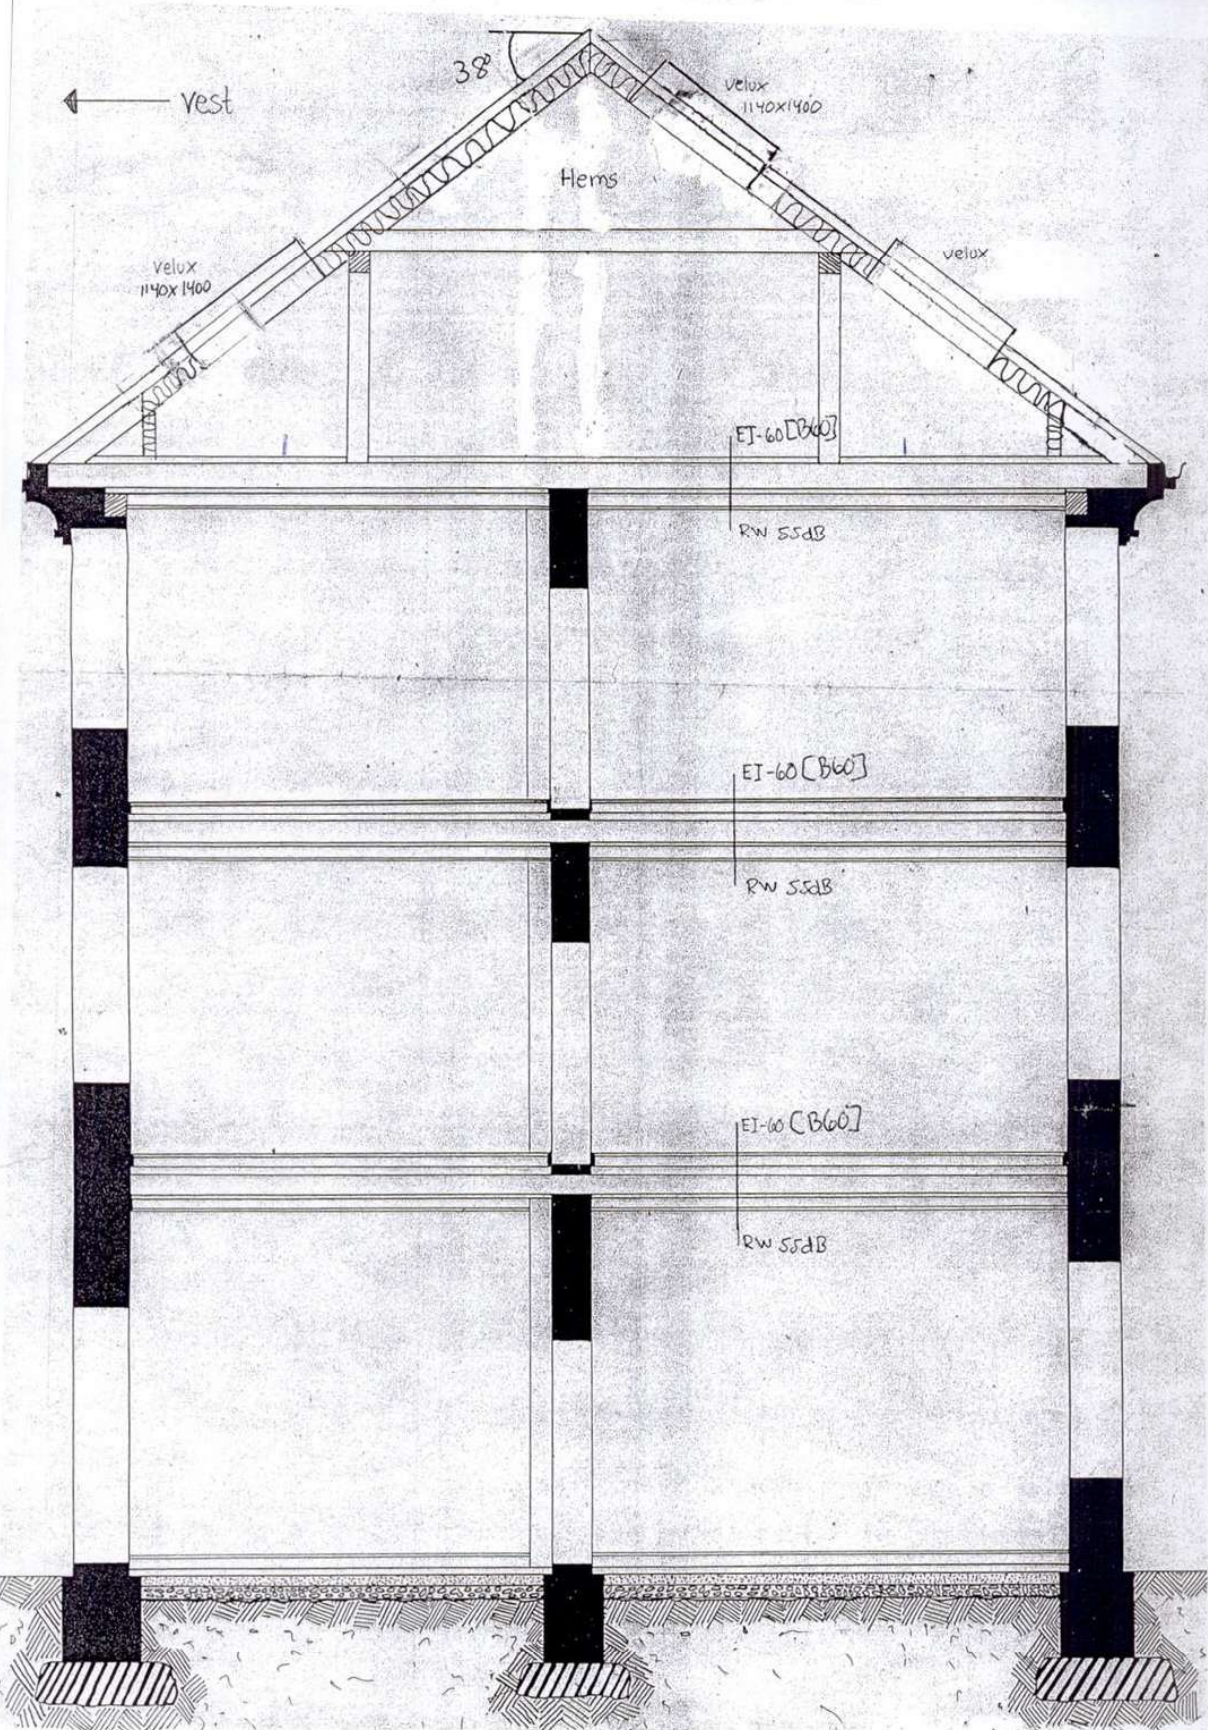 38°
Vest
velux
1140x1400
Hems
velux
1140x1400
velux
EI-60 [B60]
RW 55dB
EI-60 [B60]
RW 55dB
EI-60 [B60]
RW 55dB